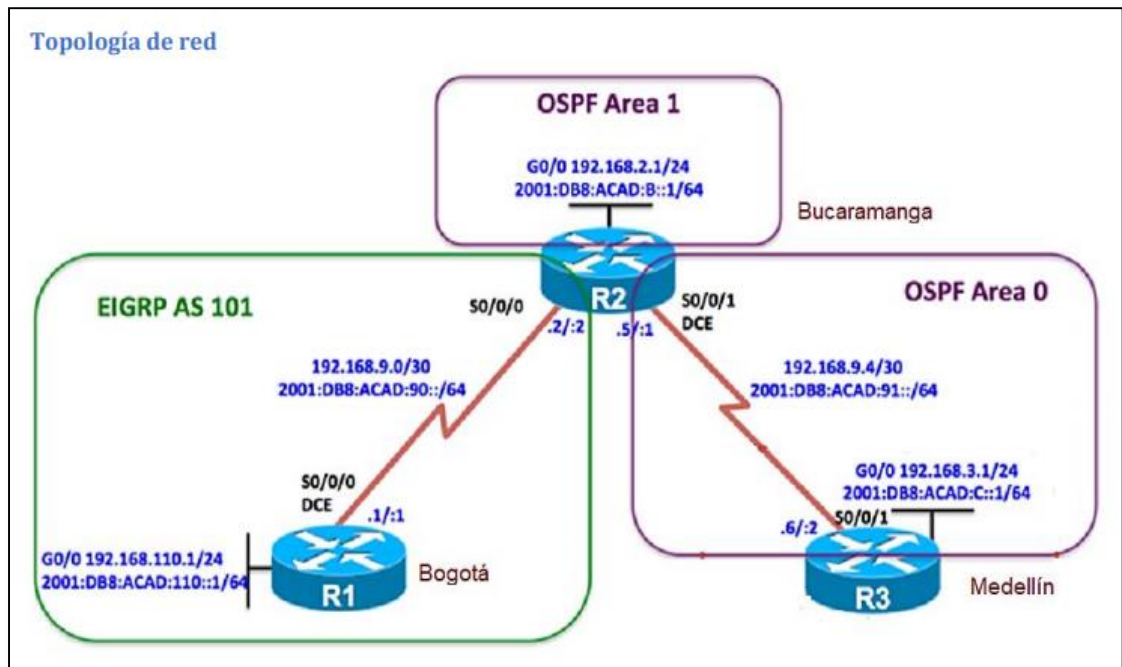 Topología de red
OSPF Area 1
G0/0 192.168.2.1/24
2001:DB8:ACAD:B::1/64
Bucaramanga
R2
EIGRP AS 101
S0/0/0
.2/:2
.5/:1
S0/0/1
DCE
OSPF Area 0
192.168.9.0/30
2001:DB8:ACAD:90::/64
192.168.9.4/30
2001:DB8:ACAD:91::/64
S0/0/0
DCE
.1/:1
G0/0 192.168.110.1/24
2001:DB8:ACAD:110::1/64
R1
Bogotá
G0/0 192.168.3.1/24
2001:DB8:ACAD:C::1/64
.6/:2
S0/0/1
R3
Medellín